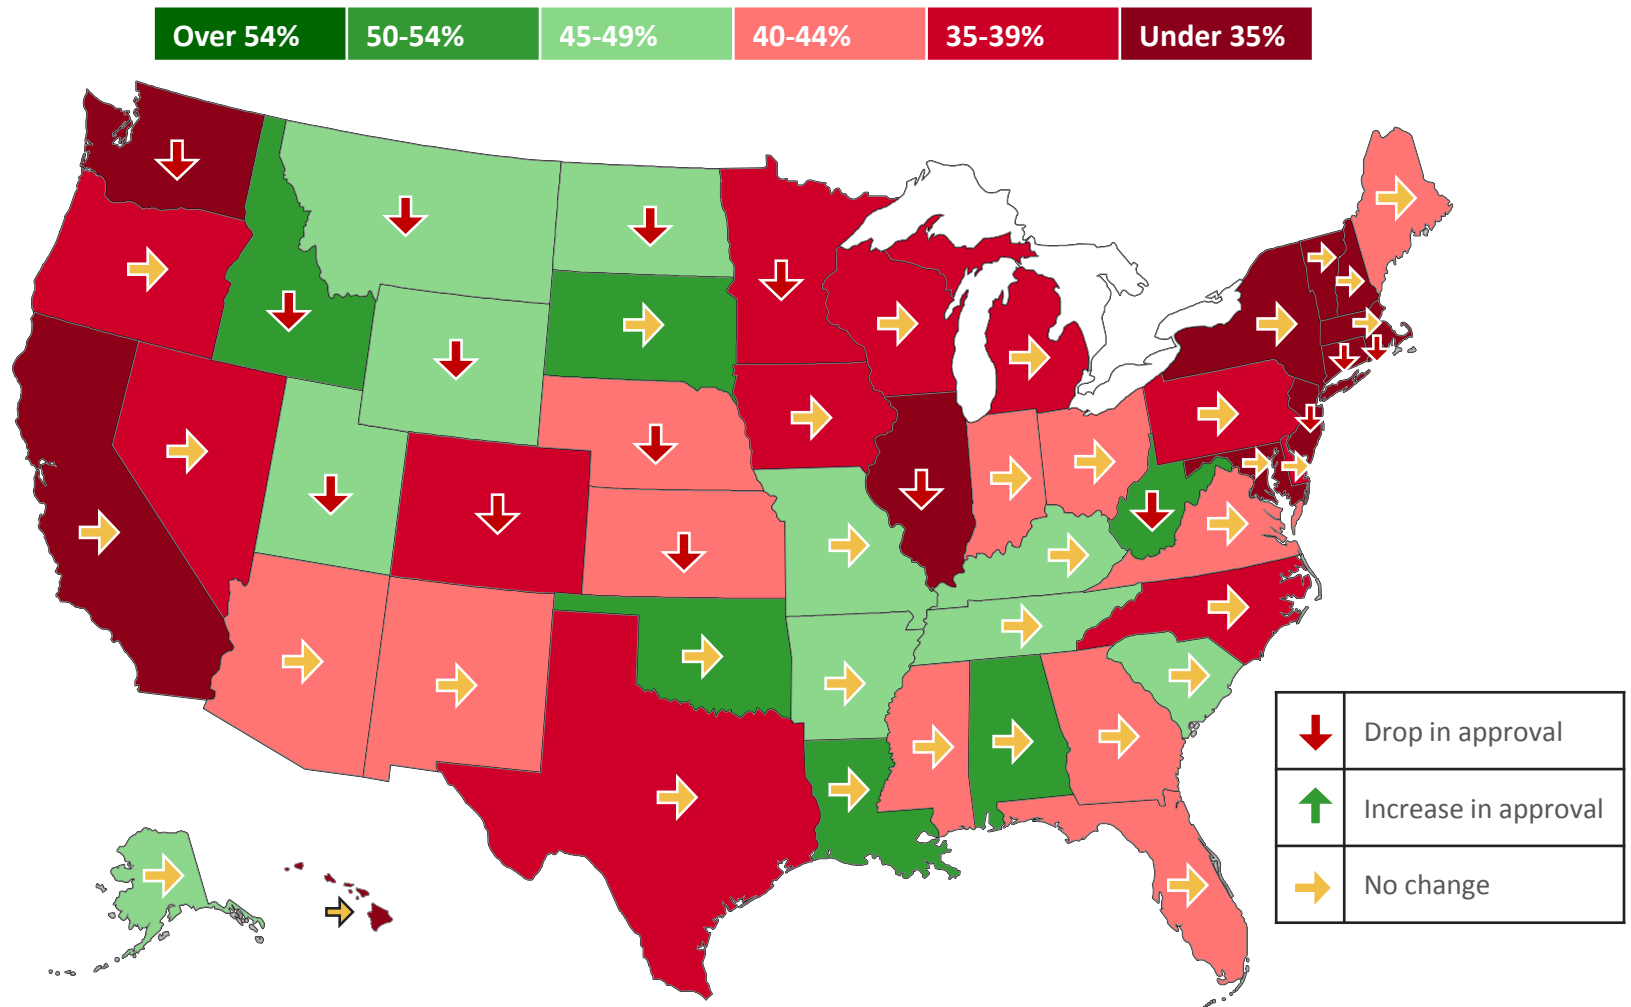 Over 54% 50-54% 45-49% 40-44% 35-39% Under 35%
Drop in approval
Increase in approval
No change